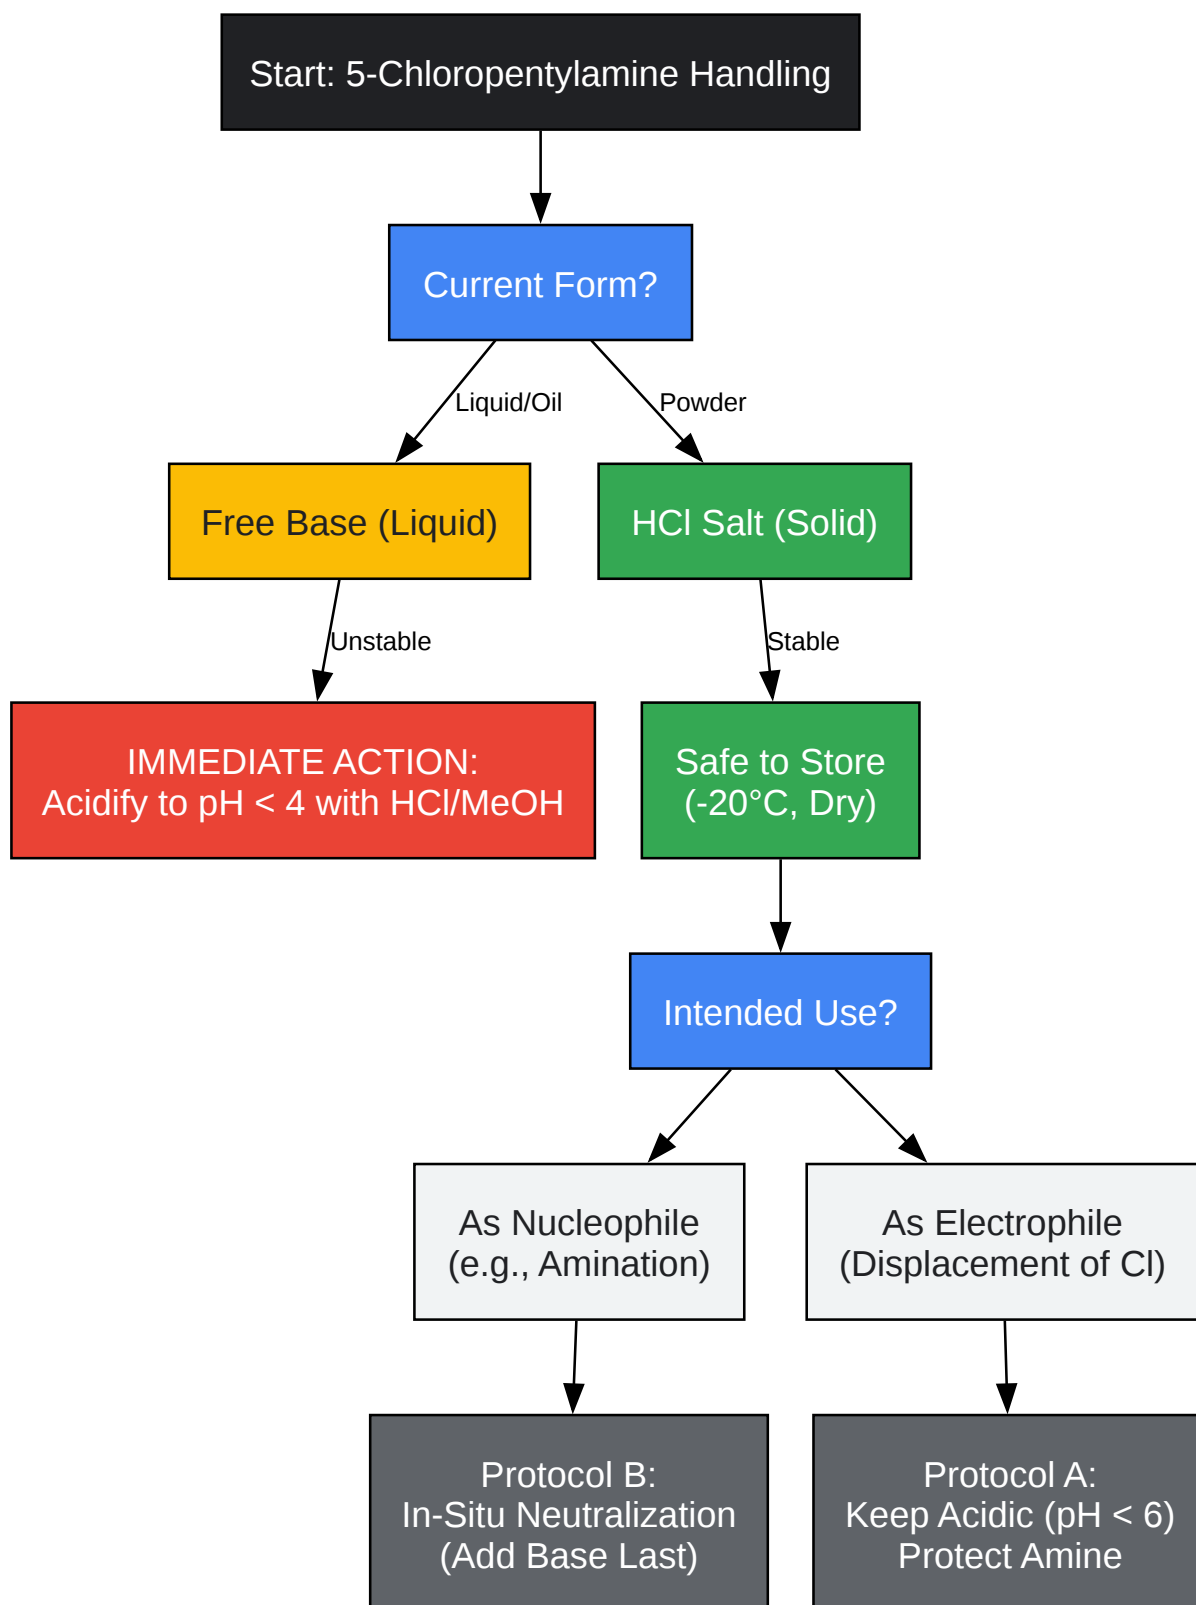 Start: 5-Chloropentylamine Handling
Current Form?
Liquid/Oil
Powder
Free Base (Liquid)
HCl Salt (Solid)
Unstable
Stable
IMMEDIATE ACTION:
Acidify to pH < 4 with HCl/MeOH
Safe to Store
(-20°C, Dry)
Intended Use?
As Nucleophile
(e.g., Amination)
As Electrophile
(Displacement of Cl)
Protocol B:
In-Situ Neutralization
(Add Base Last)
Protocol A:
Keep Acidic (pH < 6)
Protect Amine